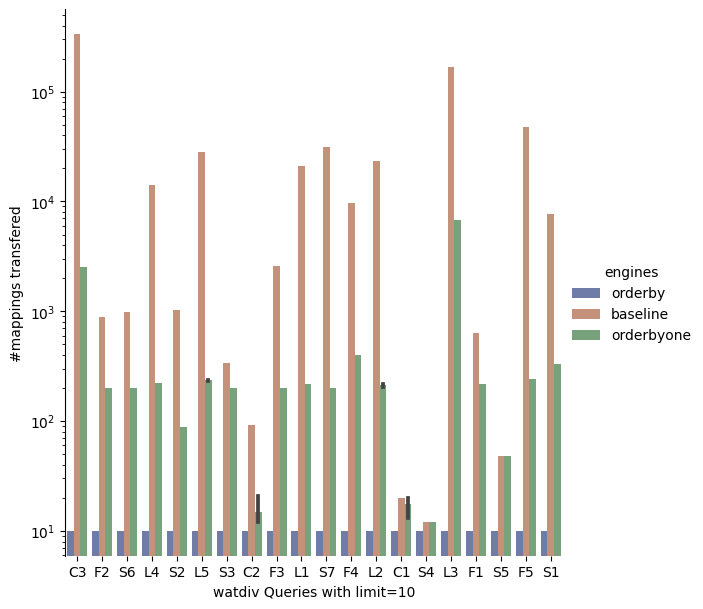 #mappings transfered
10^5
10^4
10^3
10^2
10^1
C3 F2 S6 L4 S2 L5 S3 C2 F3 L1 S7 F4 L2 C1 S4 L3 F1 S5 F5 S1
watdiv Queries with limit=10
engines
orderby
baseline
orderbyone